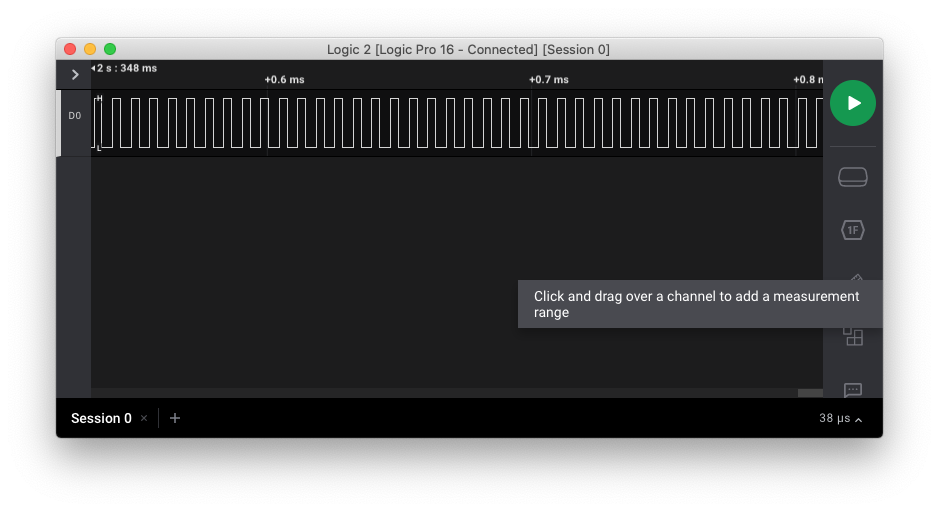 Logic 2 [Logic Pro 16 - Connected] [Session 0]
2 s : 348 ms
+0.6 ms
+0.7 ms
+0.8 m
D0
H
L
1F
Click and drag over a channel to add a measurement
range
Session 0
38 µs